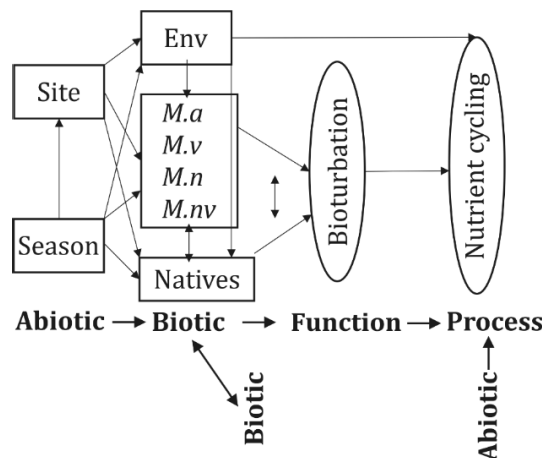 Env
Site
M.a
M.v
M.n
M.nv
Season
Natives
Bioturbation
Nutrient cycling
Abiotic Biotic Function Process
Biotic
Abiotic